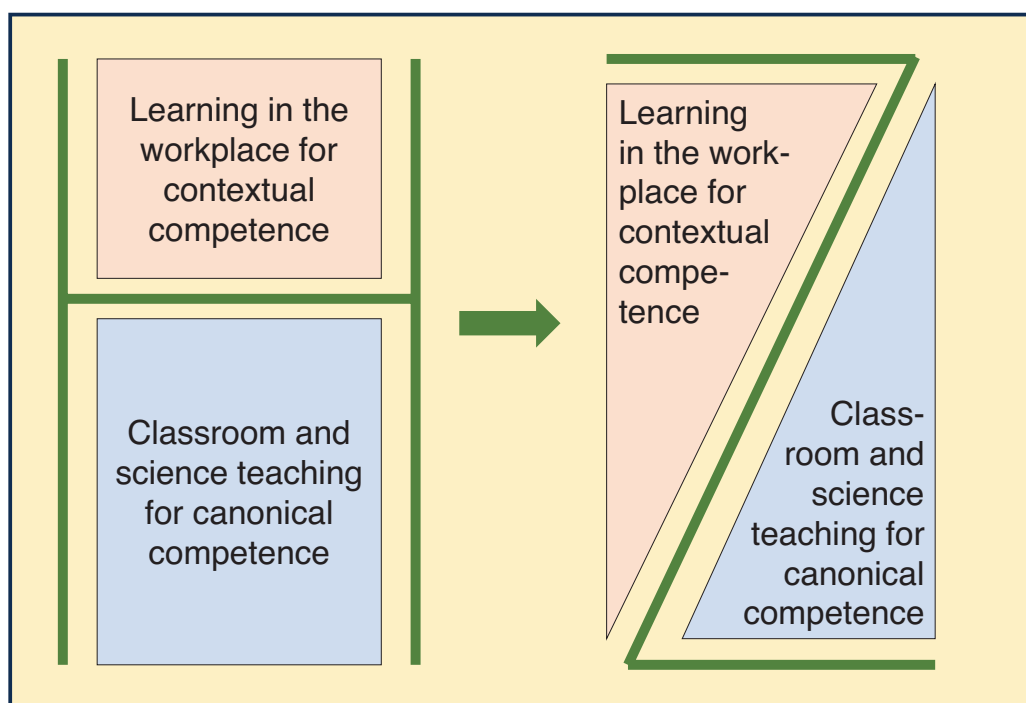 Learning in the
workplace for
contextual
competence
Classroom and
science teaching
for canonical
competence
Learning
in the work-
place for
contextual
compe-
tence
Class-
room and
science
teaching for
canonical
competence